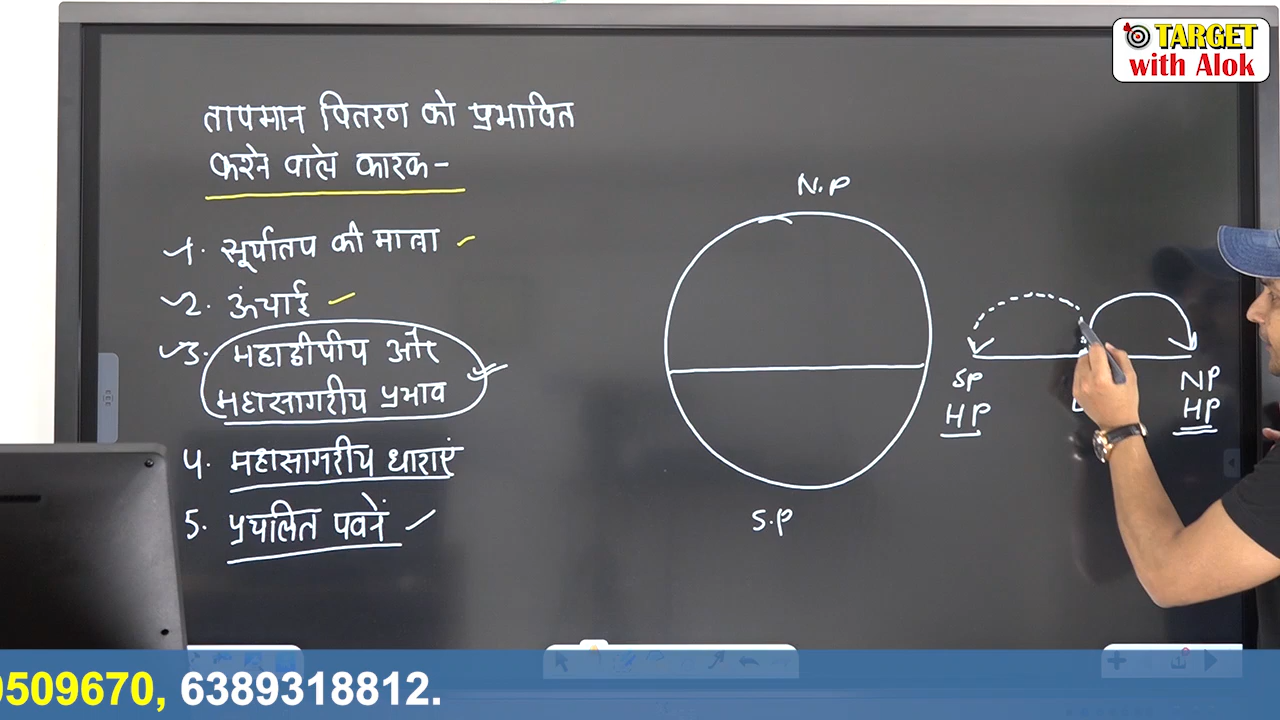 TARGET
with Alok
तापमान वितरण को प्रभावित
करने वाले कारक-
1. सूर्यातप की मात्रा
2. ऊंचाई
3. महाद्वीपीय और
महासागरीय प्रभाव
4. महासागरीय धाराएं
5. प्रचलित पवनें
N.P
S.P
SP
HP
NP
HP
509670, 6389318812.